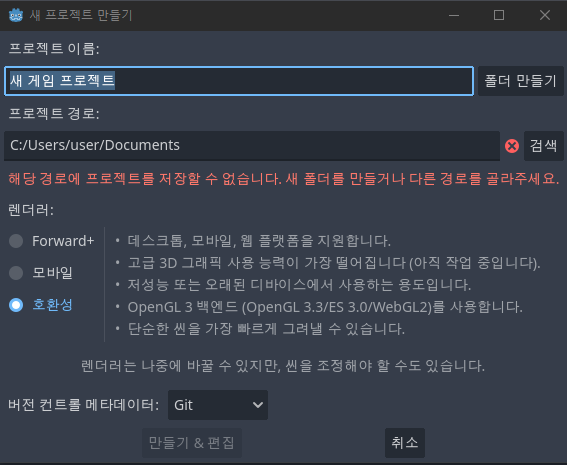 새 프로젝트 만들기
프로젝트 이름:
새 게임 프로젝트
폴더 만들기
프로젝트 경로:
C:/Users/user/Documents
검색
해당 경로에 프로젝트를 저장할 수 없습니다. 새 폴더를 만들거나 다른 경로를 골라주세요.
렌더러:
Forward+
모바일
호환성
• 데스크톱, 모바일, 웹 플랫폼을 지원합니다.
• 고급 3D 그래픽 사용 능력이 가장 떨어집니다 (아직 작업 중입니다).
• 저성능 또는 오래된 디바이스에서 사용하는 용도입니다.
• OpenGL 3 백엔드 (OpenGL 3.3/ES 3.0/WebGL2)를 사용합니다.
• 단순한 씬을 가장 빠르게 그려낼 수 있습니다.
렌더러는 나중에 바꿀 수 있지만, 씬을 조정해야 할 수도 있습니다.
버전 컨트롤 메타데이터:
Git
만들기 & 편집
취소